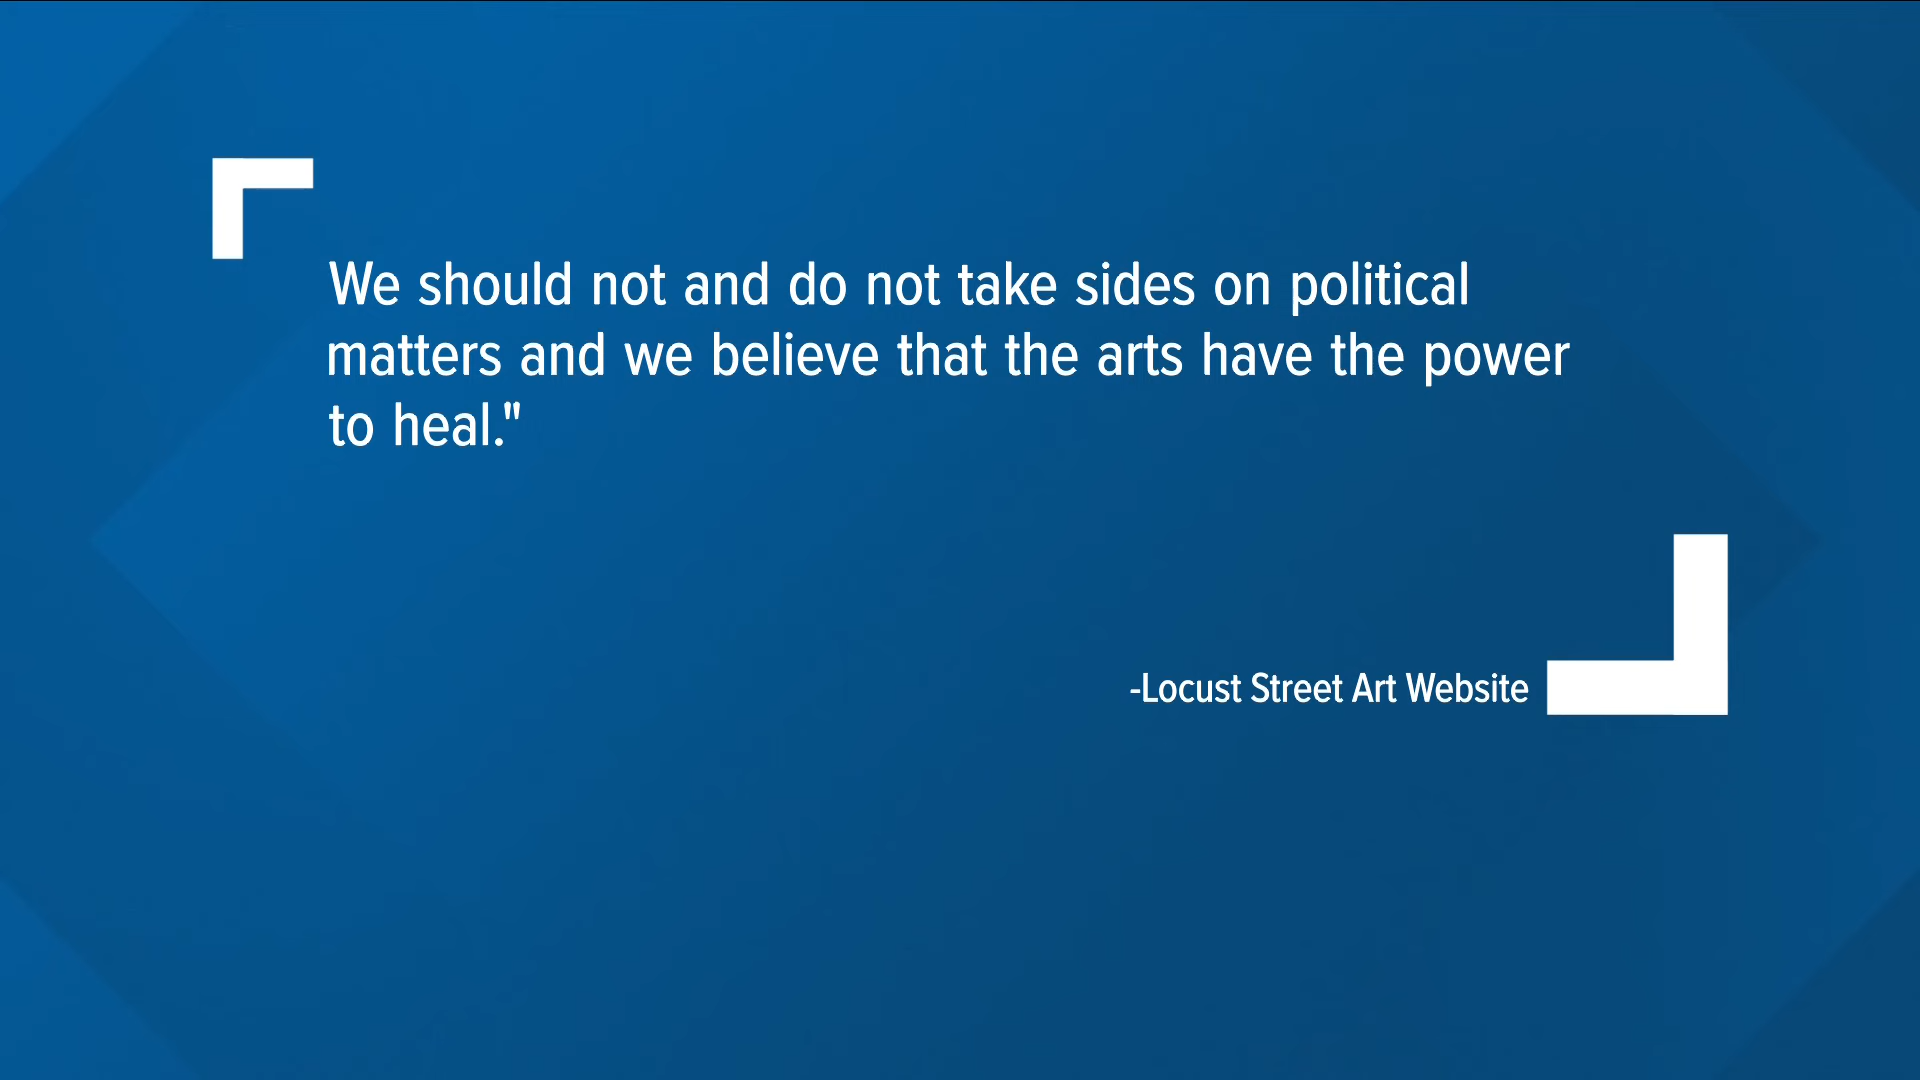 We should not and do not take sides on political
matters and we believe that the arts have the power
to heal."
-Locust Street Art Website